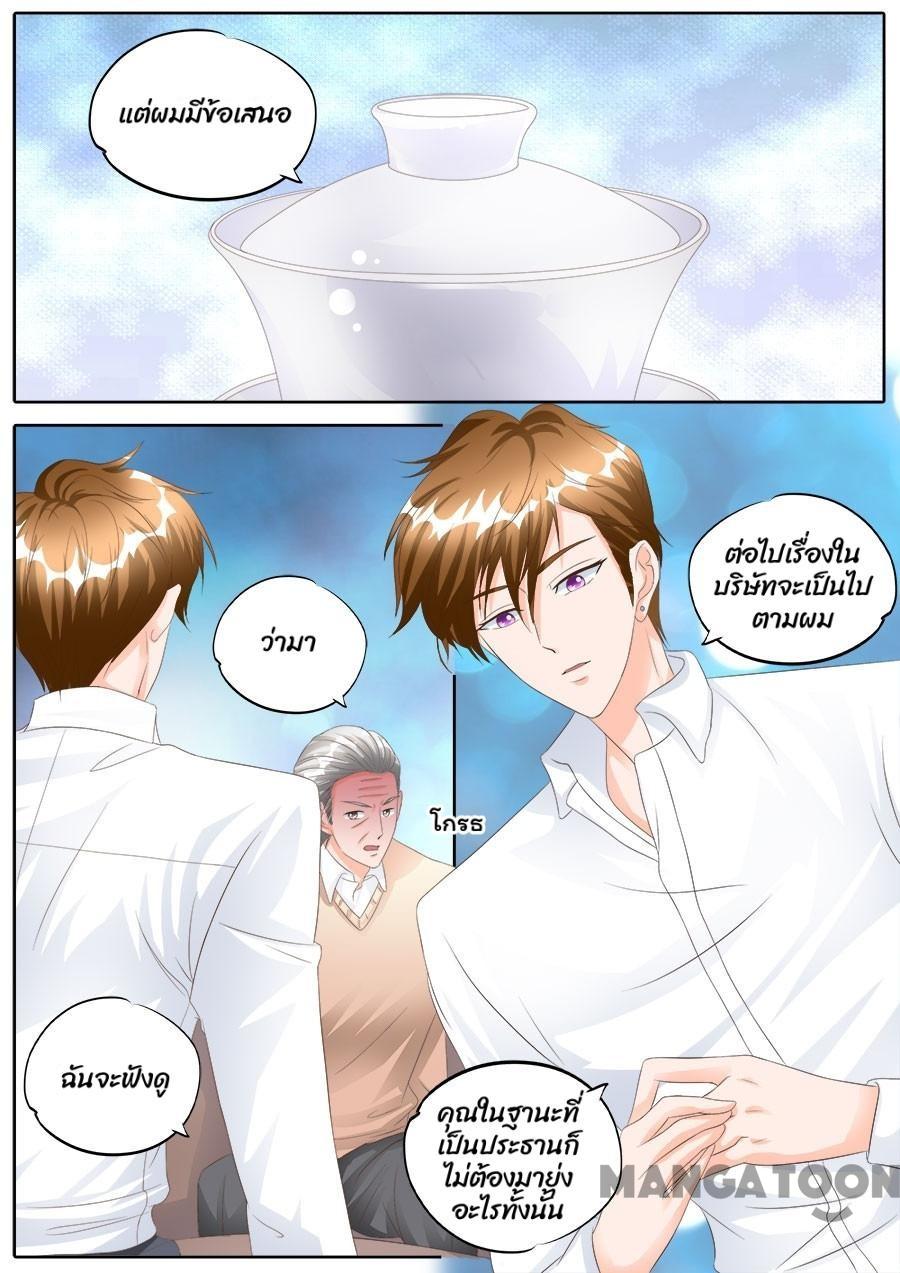 แต่ผมมีข้อเสนอ
ว่ามา
ต่อไปเรื่องใน
บริษัทจะเป็นไป
ตามผม
โกรธ
ฉันจะฟังดู
คุณในฐานะที่
เป็นประธานก็
ไม่ต้องมายุ่ง
อะไรทั้งนั้น
MANGATOON